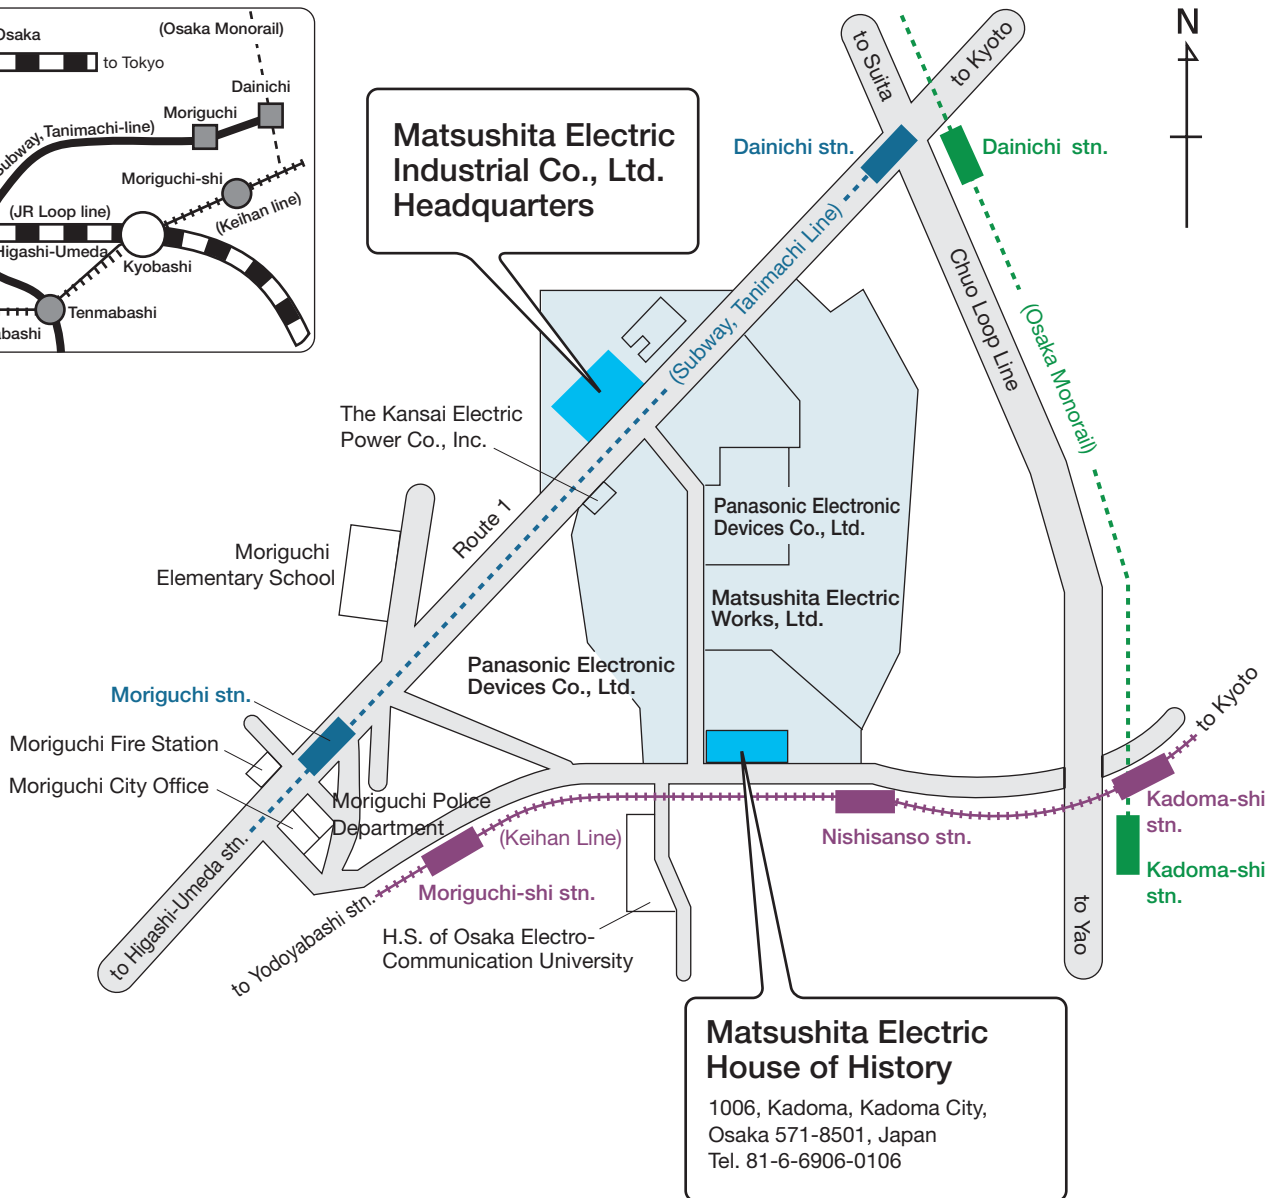 Osaka
(Osaka Monorail)
to Tokyo
Dainichi
Moriguchi
Subway, Tanimachi-line)
Moriguchi-shi
(JR Loop line)
(Keihan line)
Higashi-Umeda
Kyobashi
Tenmabashi
abashi
N
to Suita
to Kyoto
Matsushita Electric
Industrial Co., Ltd.
Headquarters
Dainichi stn.
Dainichi stn.
(Subway, Tanimachi Line)
Chuo Loop Line
(Osaka Monorail)
The Kansai Electric
Power Co., Inc.
Route 1
Panasonic Electronic
Devices Co., Ltd.
Moriguchi
Elementary School
Matsushita Electric
Works, Ltd.
Panasonic Electronic
Devices Co., Ltd.
Moriguchi stn.
to Kyoto
Moriguchi Fire Station
Moriguchi City Office
Moriguchi Police
Department
Kadoma-shi
stn.
(Keihan Line)
Nishisanso stn.
to Higashi-Umeda stn.
Kadoma-shi
stn.
Moriguchi-shi stn.
to Yodoyabashi stn.
to Yao
H.S. of Osaka Electro-
Communication University
Matsushita Electric
House of History
1006, Kadoma, Kadoma City,
Osaka 571-8501, Japan
Tel. 81-6-6906-0106